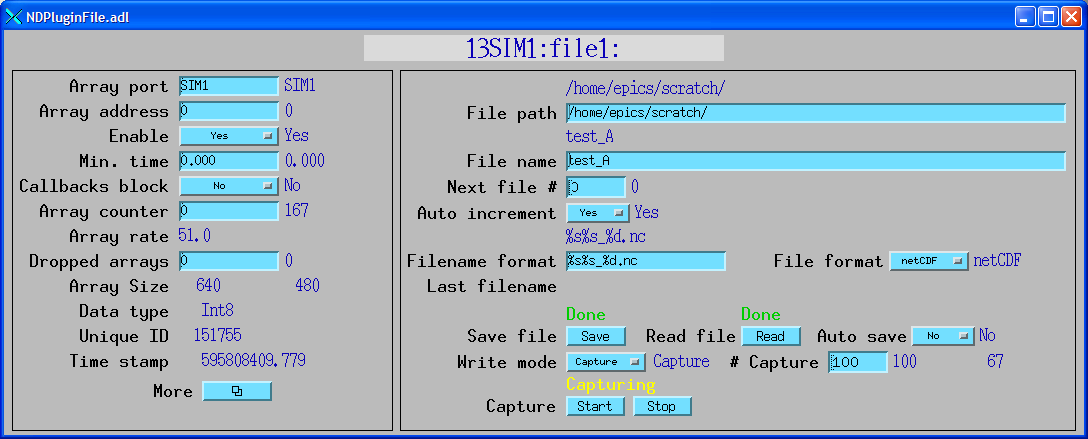 NDPluginFile.adl
13SIM1:file1:
Array port SIM1 SIM1
Array address 0 0
Enable Yes Yes
Min. time 0.000 0.000
Callbacks block No No
Array counter 0 167
Array rate 51.0
Dropped arrays 0 0
Array Size 640 480
Data type Int8
Unique ID 151755
Time stamp 595808409.779
More
/home/epics/scratch/
File path /home/epics/scratch/
test_A
File name test_A
Next file # 0 0
Auto increment Yes Yes
%s%s_%d.nc
Filename format %s%s_%d.nc File format netCDF netCDF
Last filename
Done Done
Save file Save Read file Read Auto save No No
Write mode Capture Capture # Capture 100 100 67
Capturing
Capture Start Stop